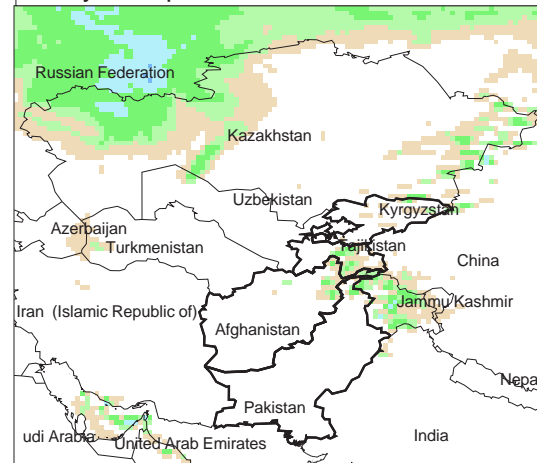 Russian Federation
Kazakhstan
Uzbekistan
Kyrgyzstan
Azerbaijan
Turkmenistan
Tajikistan
China
Iran (Islamic Republic of)
Jammu Kashmir
Afghanistan
Nepa
Pakistan
udi Arabia
United Arab Emirates
India